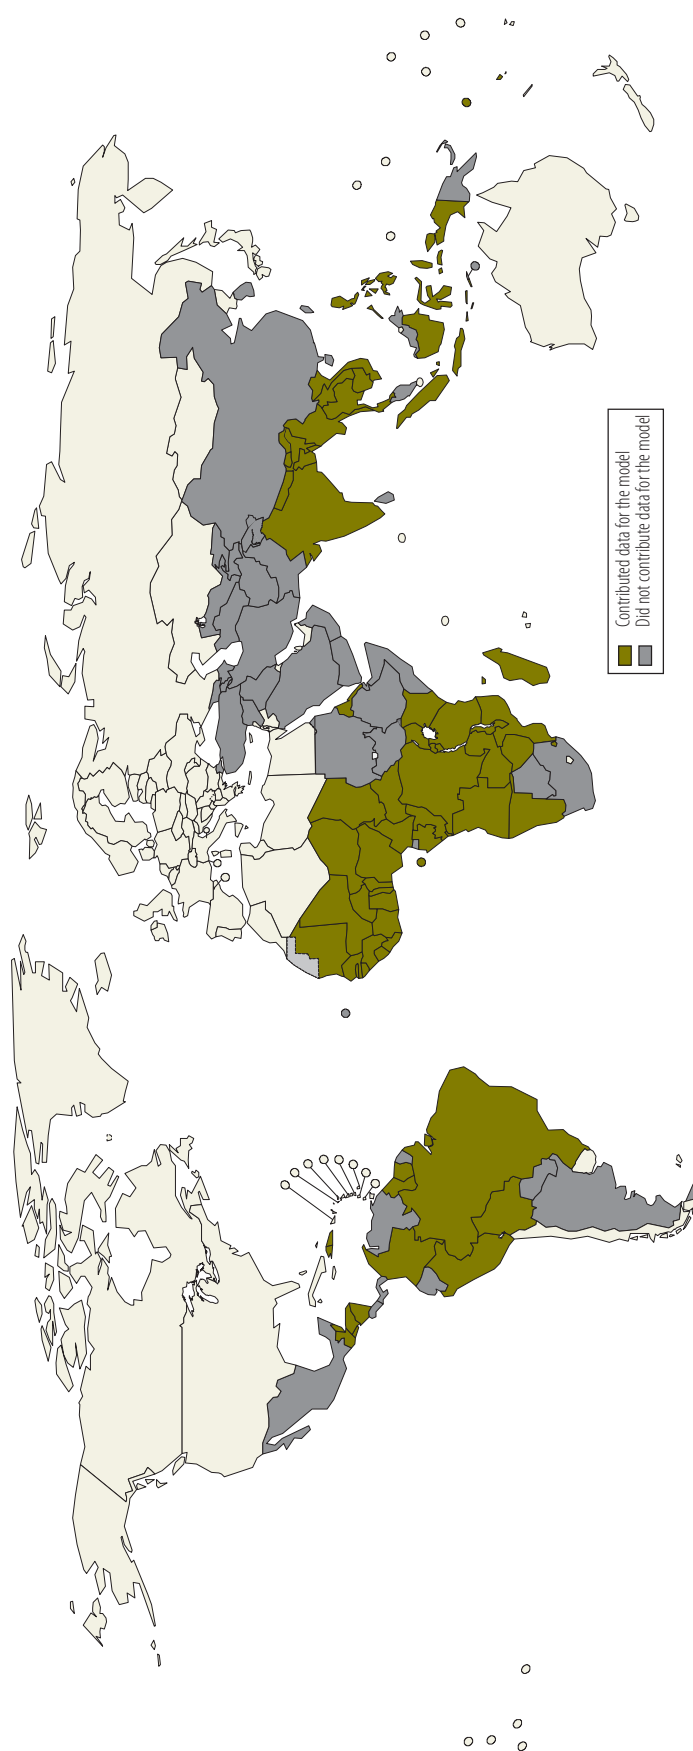 Contributed data for the model
Did not contribute data for the model